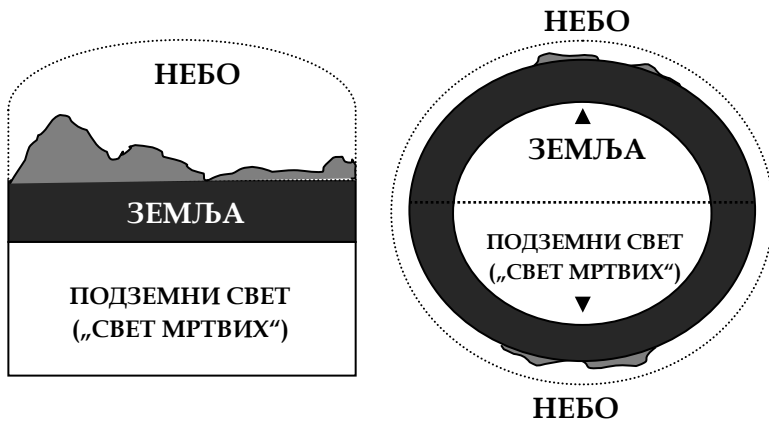 НЕБО
ЗЕМЉА
ПОДЗЕМНИ СВЕТ
(„СВЕТ МРТВИХ“)
НЕБО
ЗЕМЉА
ПОДЗЕМНИ СВЕТ
(„СВЕТ МРТВИХ“)
НЕБО